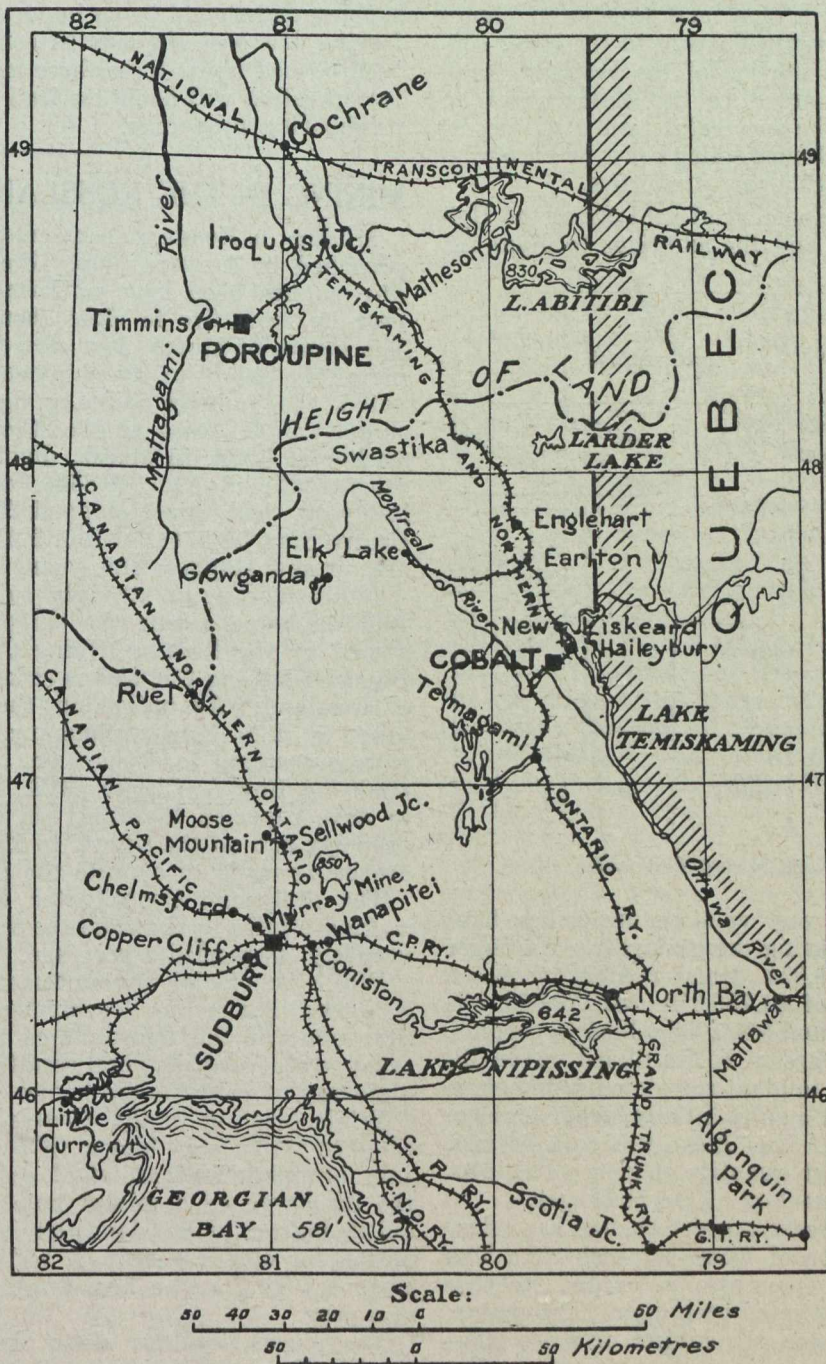 82 81 80 79
NATIONAL
Cochrane
49 49
TRANSCONTINENTAL
RAILWAY
River
Iroquois Jc.
Matheson
830'
L. ABITIBI
Timmins
PORCUPINE
TEMISKAMING
Mattagami
HEIGHT OF LAND
QUEBEC
Swastika
AND
LARDER
LAKE
48 48
CANADIAN
Montreal
Englehart
NORTHERN
Elk Lake
Earlton
Gowganda
River
New Liskeard
Haileybury
COBALT
NORTHERN
Ruel
Temagami
LAKE
TEMISKAMING
CANADIAN
47 47
ONTARIO
ONTARIO RY.
Moose
Mountain
Sellwood Jc.
PACIFIC
850'
Chelmsford
Murray Mine
Wanapitei
Ottawa River
Copper Cliff
C.P.RY.
Coniston
SUDBURY
North Bay
642'
Mattawa
LAKE NIPISSING
46 46
Little
Current
GRAND TRUNK RY.
Algonquin
Park
C.P.RY.
Scotia Jc.
GEORGIAN
BAY 581'
C.N.O.RY.
G.T.RY.
82 81 80 79
Scale:
50 40 30 20 10 0 50 Miles
50 0 50 Kilometres